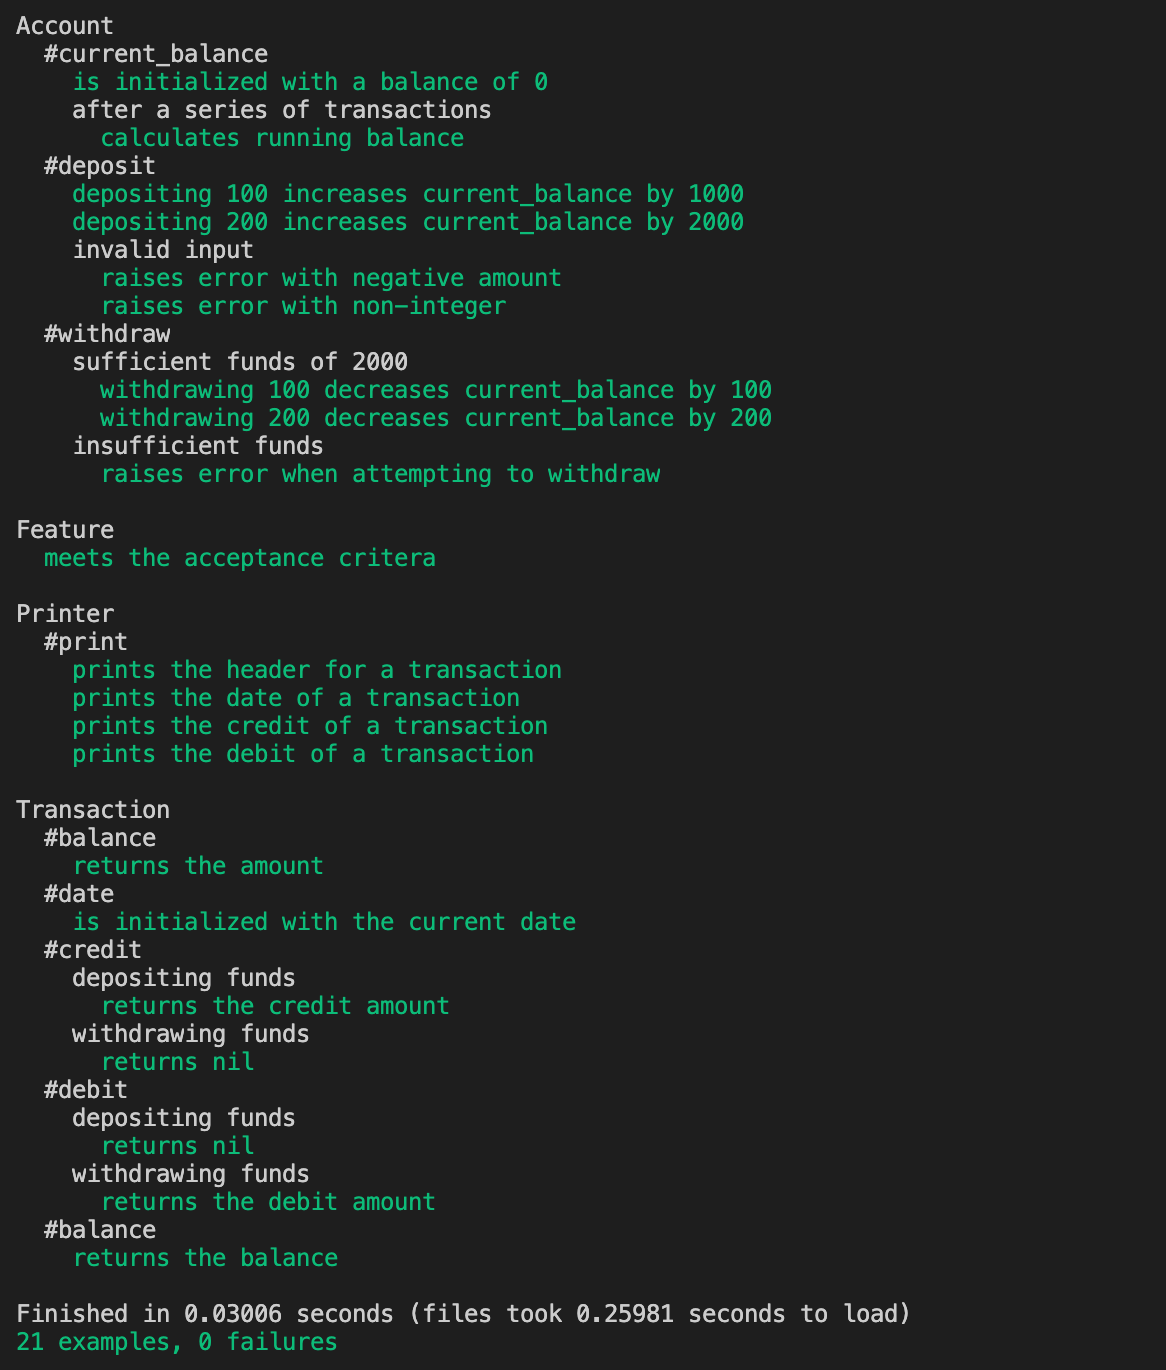 Account
  #current_balance
    is initialized with a balance of 0
    after a series of transactions
      calculates running balance
  #deposit
    depositing 100 increases current_balance by 1000
    depositing 200 increases current_balance by 2000
    invalid input
      raises error with negative amount
      raises error with non-integer
  #withdraw
    sufficient funds of 2000
      withdrawing 100 decreases current_balance by 100
      withdrawing 200 decreases current_balance by 200
    insufficient funds
      raises error when attempting to withdraw

Feature
  meets the acceptance critera

Printer
  #print
    prints the header for a transaction
    prints the date of a transaction
    prints the credit of a transaction
    prints the debit of a transaction

Transaction
  #balance
    returns the amount
  #date
    is initialized with the current date
  #credit
    depositing funds
      returns the credit amount
    withdrawing funds
      returns nil
  #debit
    depositing funds
      returns nil
    withdrawing funds
      returns the debit amount
  #balance
    returns the balance

Finished in 0.03006 seconds (files took 0.25981 seconds to load)
21 examples, 0 failures